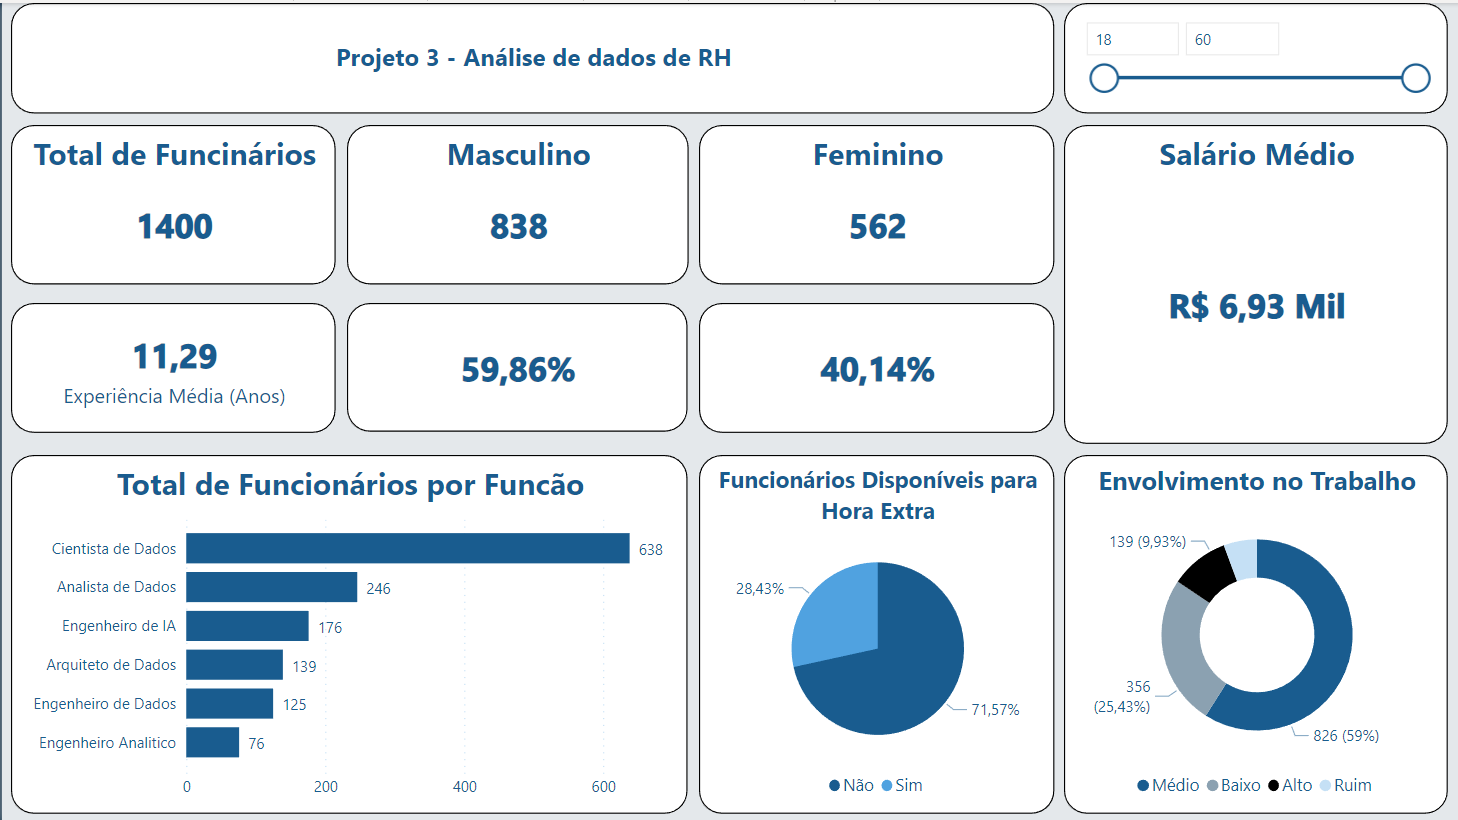 Projeto 3 - Análise de dados de RH
18
60
Total de Funcinários
1400
Masculino
838
Feminino
562
Salário Médio
R$ 6,93 Mil
11,29
Experiência Média (Anos)
59,86%
40,14%
Total de Funcionários por Funcão
Cientista de Dados
638
Analista de Dados
246
Engenheiro de IA
176
Arquiteto de Dados
139
Engenheiro de Dados
125
Engenheiro Analitico
76
0
200
400
600
Funcionários Disponíveis para
Hora Extra
28,43%
71,57%
Não
Sim
Envolvimento no Trabalho
139 (9,93%)
356
(25,43%)
826 (59%)
Médio
Baixo
Alto
Ruim